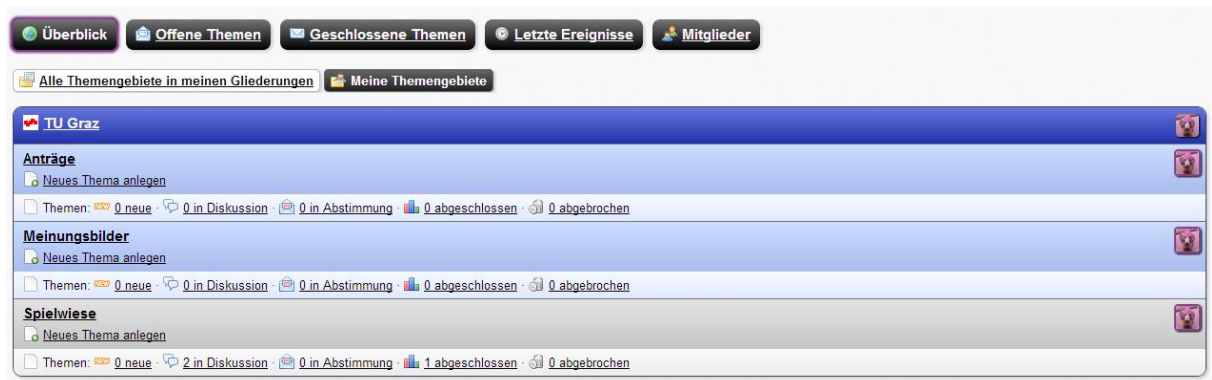 Überblick Offene Themen Geschlossene Themen Letzte Ereignisse Mitglieder
Alle Themengebiete in meinen Gliederungen Meine Themengebiete
TU Graz
Anträge
Neues Thema anlegen
Themen: NEW 0 neue · 0 in Diskussion · 0 in Abstimmung · 0 abgeschlossen · 0 abgebrochen
Meinungsbilder
Neues Thema anlegen
Themen: NEW 0 neue · 0 in Diskussion · 0 in Abstimmung · 0 abgeschlossen · 0 abgebrochen
Spielwiese
Neues Thema anlegen
Themen: NEW 0 neue · 2 in Diskussion · 0 in Abstimmung · 1 abgeschlossen · 0 abgebrochen